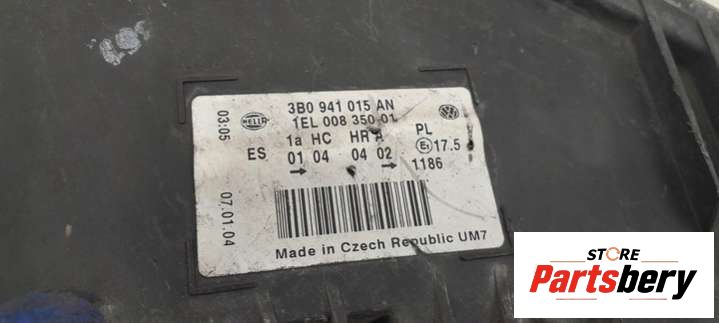 3B0 941 015 AN
1EL 008 350 01
HELLA
03:05
1a HC HR A PL
ES 01 04 04 02 E1 17.5
1186
07.01.04
Made in Czech Republic UM7
STORE
Partsbery